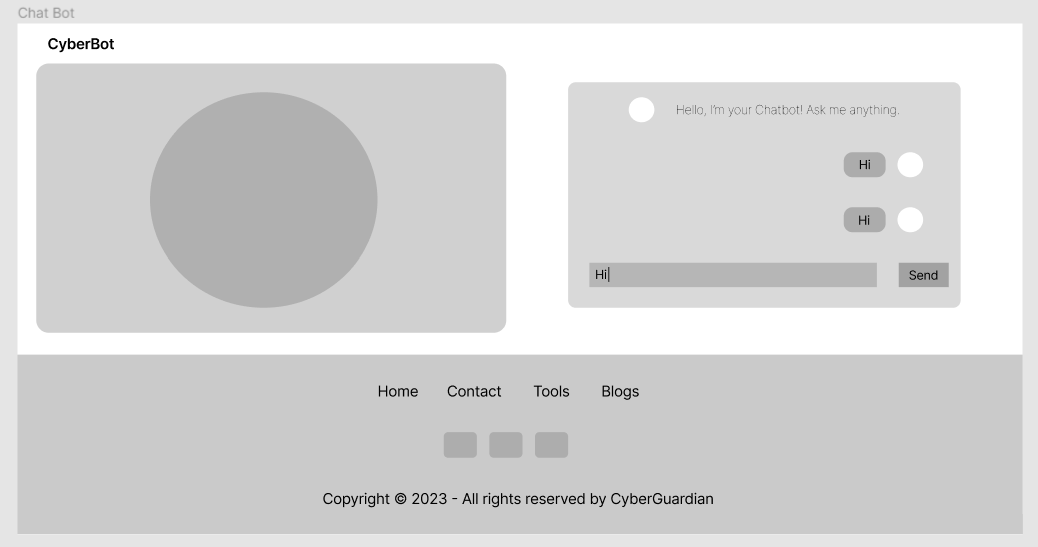 Chat Bot
CyberBot
Hello, I'm your Chatbot! Ask me anything.
Hi
Hi
Hi
Send
Home Contact Tools Blogs
Copyright © 2023 - All rights reserved by CyberGuardian